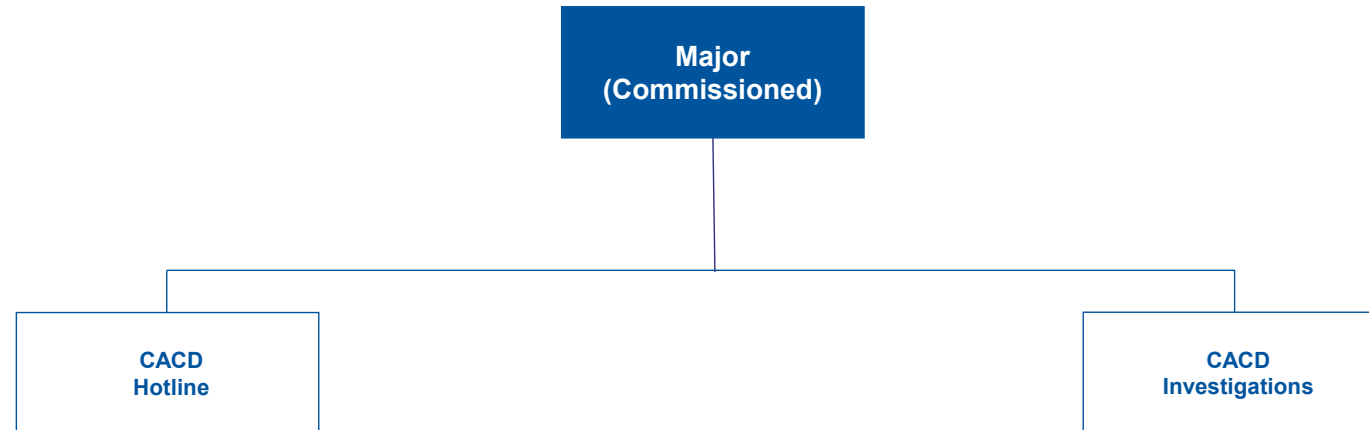 Major
(Commissioned)
CACD
Hotline
CACD
Investigations